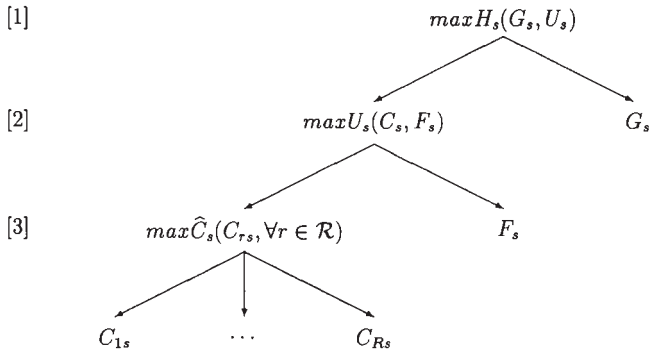 [1] maxH_s(G_s, U_s)
[2] maxU_s(C_s, F_s) G_s
[3] max\widehat{C}_s(C_{rs}, ∀r ∈ \mathcal{R}) F_s
C_{1s} ⋯ C_{Rs}